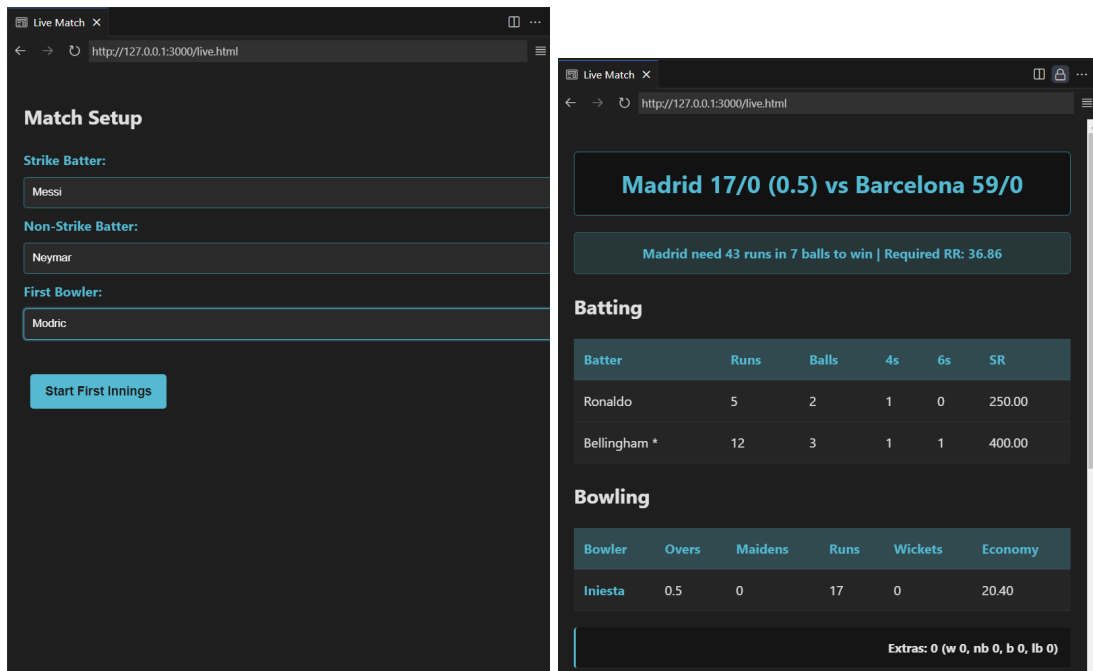 Live Match
http://127.0.0.1:3000/live.html
Match Setup
Strike Batter:
Messi
Non-Strike Batter:
Neymar
First Bowler:
Modric
Start First Innings
Live Match
http://127.0.0.1:3000/live.html
Madrid 17/0 (0.5) vs Barcelona 59/0
Madrid need 43 runs in 7 balls to win | Required RR: 36.86
Batting
Batter Runs Balls 4s 6s SR
Ronaldo 5 2 1 0 250.00
Bellingham * 12 3 1 1 400.00
Bowling
Bowler Overs Maidens Runs Wickets Economy
Iniesta 0.5 0 17 0 20.40
Extras: 0 (w 0, nb 0, b 0, lb 0)